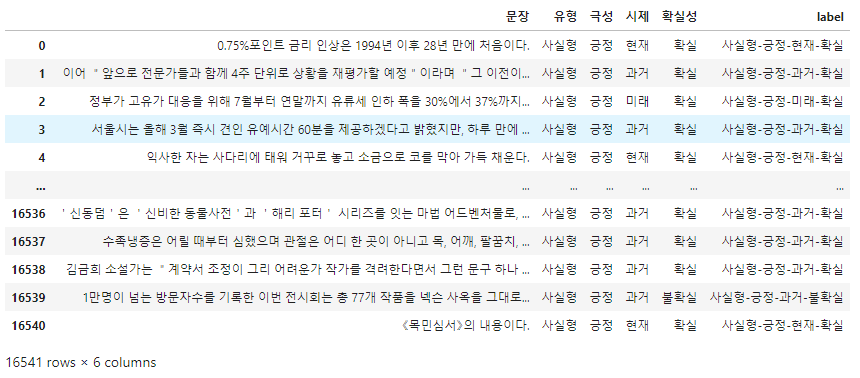 문장 유형 극성 시제 확실성 label
0 0.75%포인트 금리 인상은 1994년 이후 28년 만에 처음이다. 사실형 긍정 현재 확실 사실형-긍정-현재-확실
1 이어 ＂앞으로 전문가들과 함께 4주 단위로 상황을 재평가할 예정＂이라며 ＂그 이전이... 사실형 긍정 과거 확실 사실형-긍정-과거-확실
2 정부가 고유가 대응을 위해 7월부터 연말까지 유류세 인하 폭을 30%에서 37%까지... 사실형 긍정 미래 확실 사실형-긍정-미래-확실
3 서울시는 올해 3월 즉시 견인 유예시간 60분을 제공하겠다고 밝혔지만, 하루 만에 ... 사실형 긍정 과거 확실 사실형-긍정-과거-확실
4 익사한 자는 사다리에 태워 거꾸로 놓고 소금으로 코를 막아 가득 채운다. 사실형 긍정 현재 확실 사실형-긍정-현재-확실
... ... ... ... ... ... ...
16536 ＇신동덤＇은 ＇신비한 동물사전＇과 ＇해리 포터＇ 시리즈를 잇는 마법 어드벤처물로, ... 사실형 긍정 과거 확실 사실형-긍정-과거-확실
16537 수족냉증은 어릴 때부터 심했으며 관절은 어디 한 곳이 아니고 목, 어깨, 팔꿈치, ... 사실형 긍정 과거 확실 사실형-긍정-과거-확실
16538 김금희 소설가는 ＂계약서 조정이 그리 어려운가 작가를 격려한다면서 그런 문구 하나 ... 사실형 긍정 과거 확실 사실형-긍정-과거-확실
16539 1만명이 넘는 방문자수를 기록한 이번 전시회는 총 77개 작품을 넥슨 사옥을 그대로... 사실형 긍정 과거 불확실 사실형-긍정-과거-불확실
16540 《목민심서》의 내용이다. 사실형 긍정 현재 확실 사실형-긍정-현재-확실
16541 rows × 6 columns